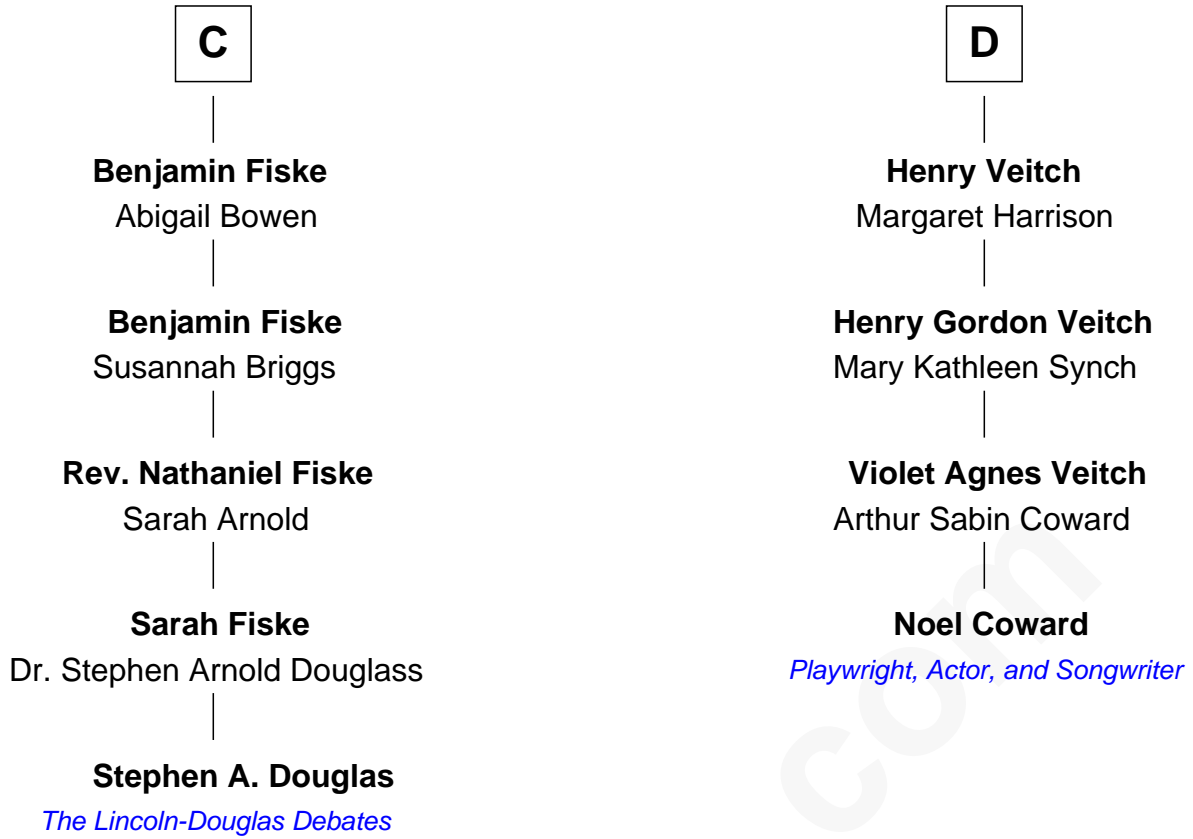 C
Benjamin Fiske
Abigail Bowen
Benjamin Fiske
Susannah Briggs
Rev. Nathaniel Fiske
Sarah Arnold
Sarah Fiske
Dr. Stephen Arnold Douglass
Stephen A. Douglas
The Lincoln-Douglas Debates
D
Henry Veitch
Margaret Harrison
Henry Gordon Veitch
Mary Kathleen Synch
Violet Agnes Veitch
Arthur Sabin Coward
Noel Coward
Playwright, Actor, and Songwriter
com